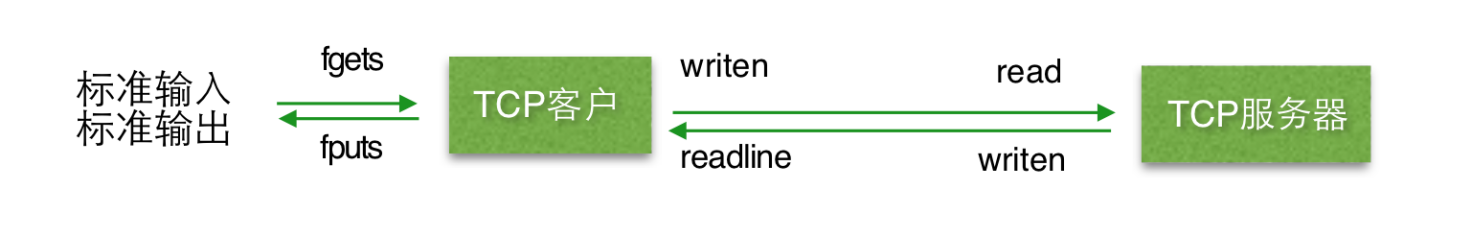 标准输入
标准输出
fgets
fputs
TCP客户
writen
read
readline
writen
TCP服务器